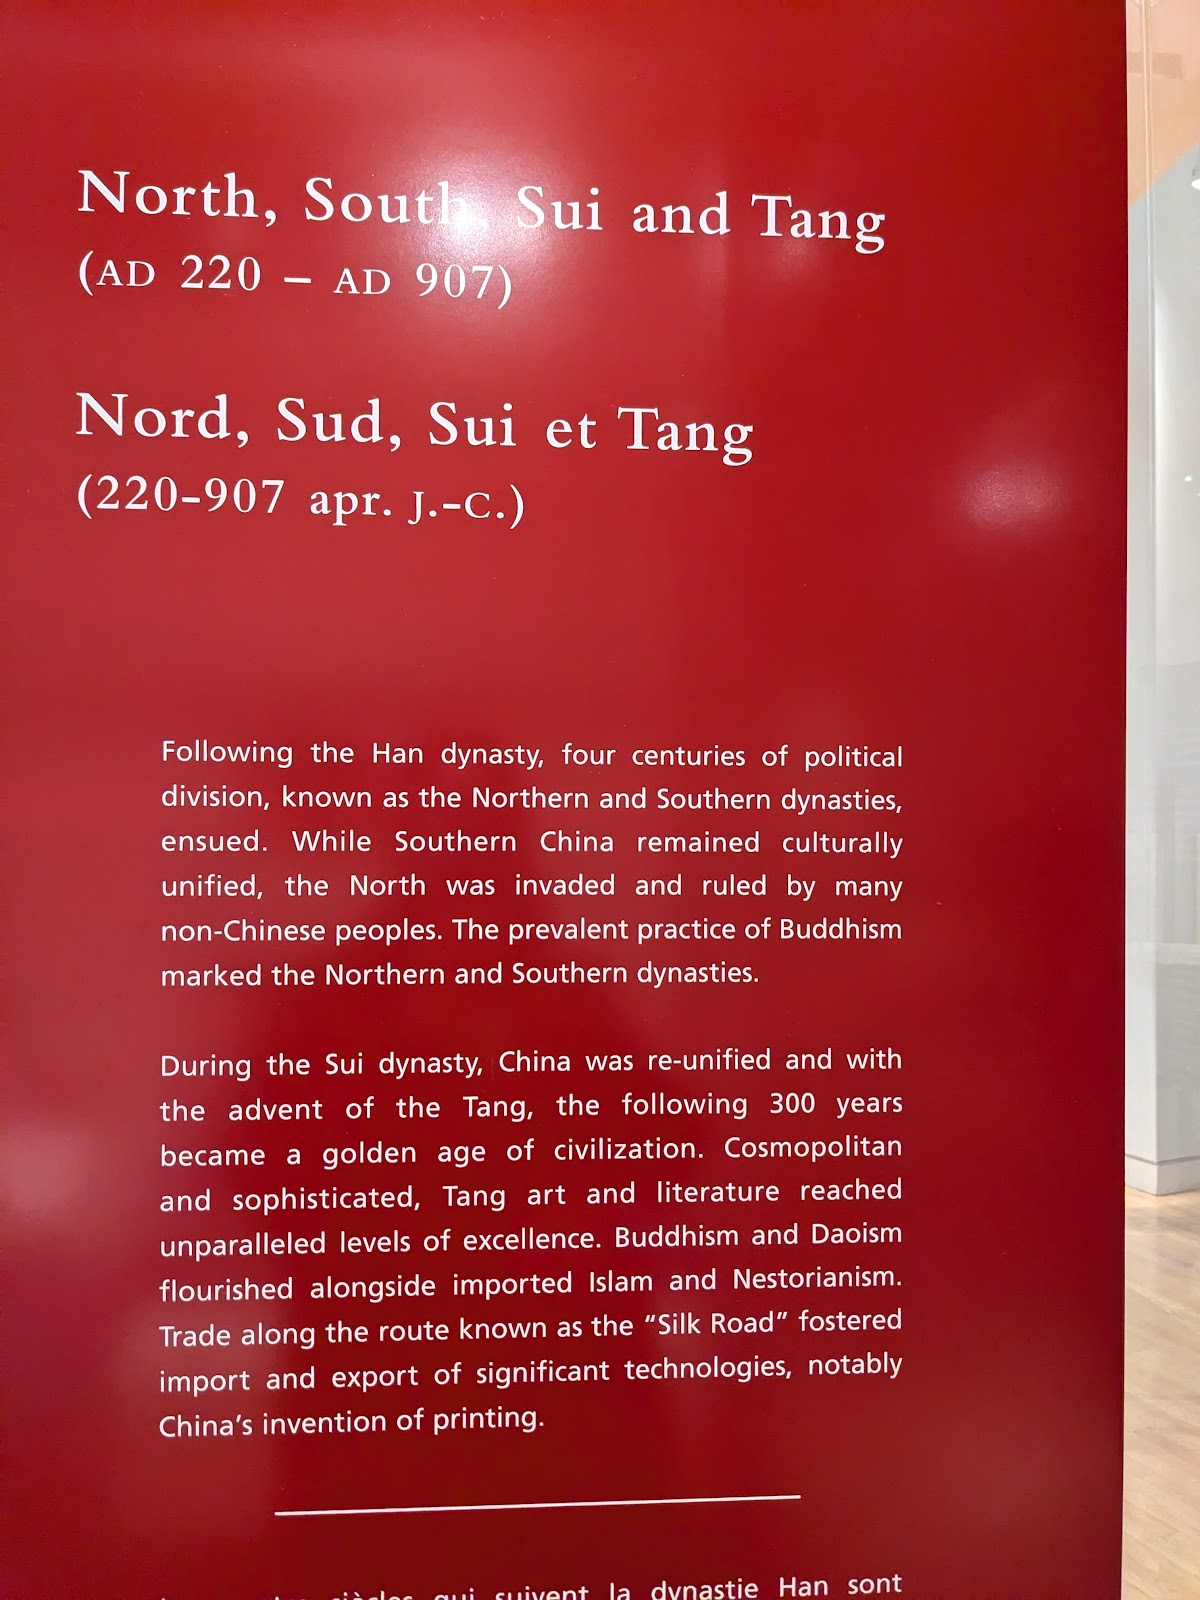 North, South, Sui and Tang
(AD 220 – AD 907)
Nord, Sud, Sui et Tang
(220-907 apr. J.-C.)
Following the Han dynasty, four centuries of political
division, known as the Northern and Southern dynasties,
ensued. While Southern China remained culturally
unified, the North was invaded and ruled by many
non-Chinese peoples. The prevalent practice of Buddhism
marked the Northern and Southern dynasties.
During the Sui dynasty, China was re-unified and with
the advent of the Tang, the following 300 years
became a golden age of civilization. Cosmopolitan
and sophisticated, Tang art and literature reached
unparalleled levels of excellence. Buddhism and Daoism
flourished alongside imported Islam and Nestorianism.
Trade along the route known as the “Silk Road” fostered
import and export of significant technologies, notably
China’s invention of printing.
siècles qui suivent la dynastie Han sont